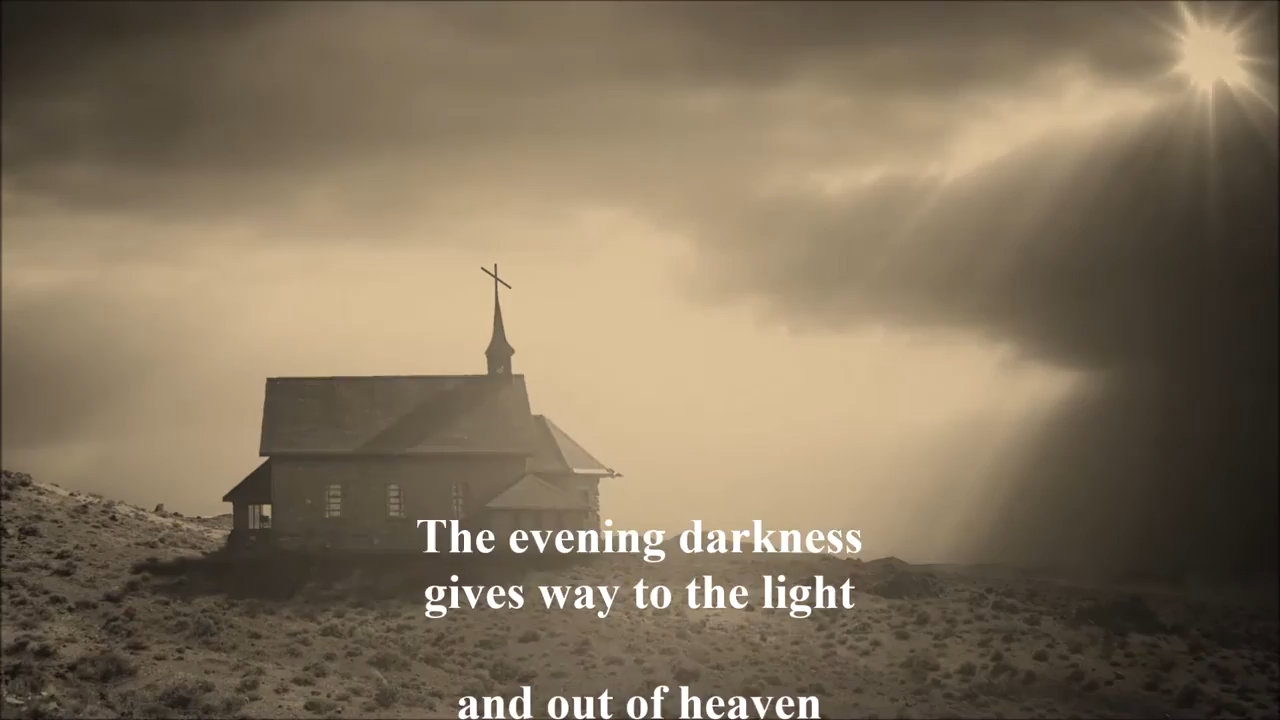 The evening darkness
gives way to the light
and out of heaven